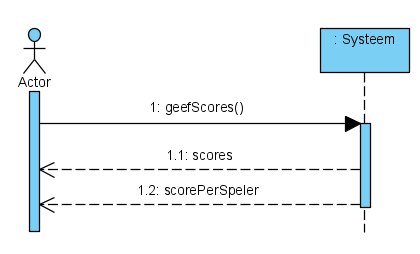 : Systeem
Actor
1: geefScores()
1.1: scores
1.2: scorePerSpeler